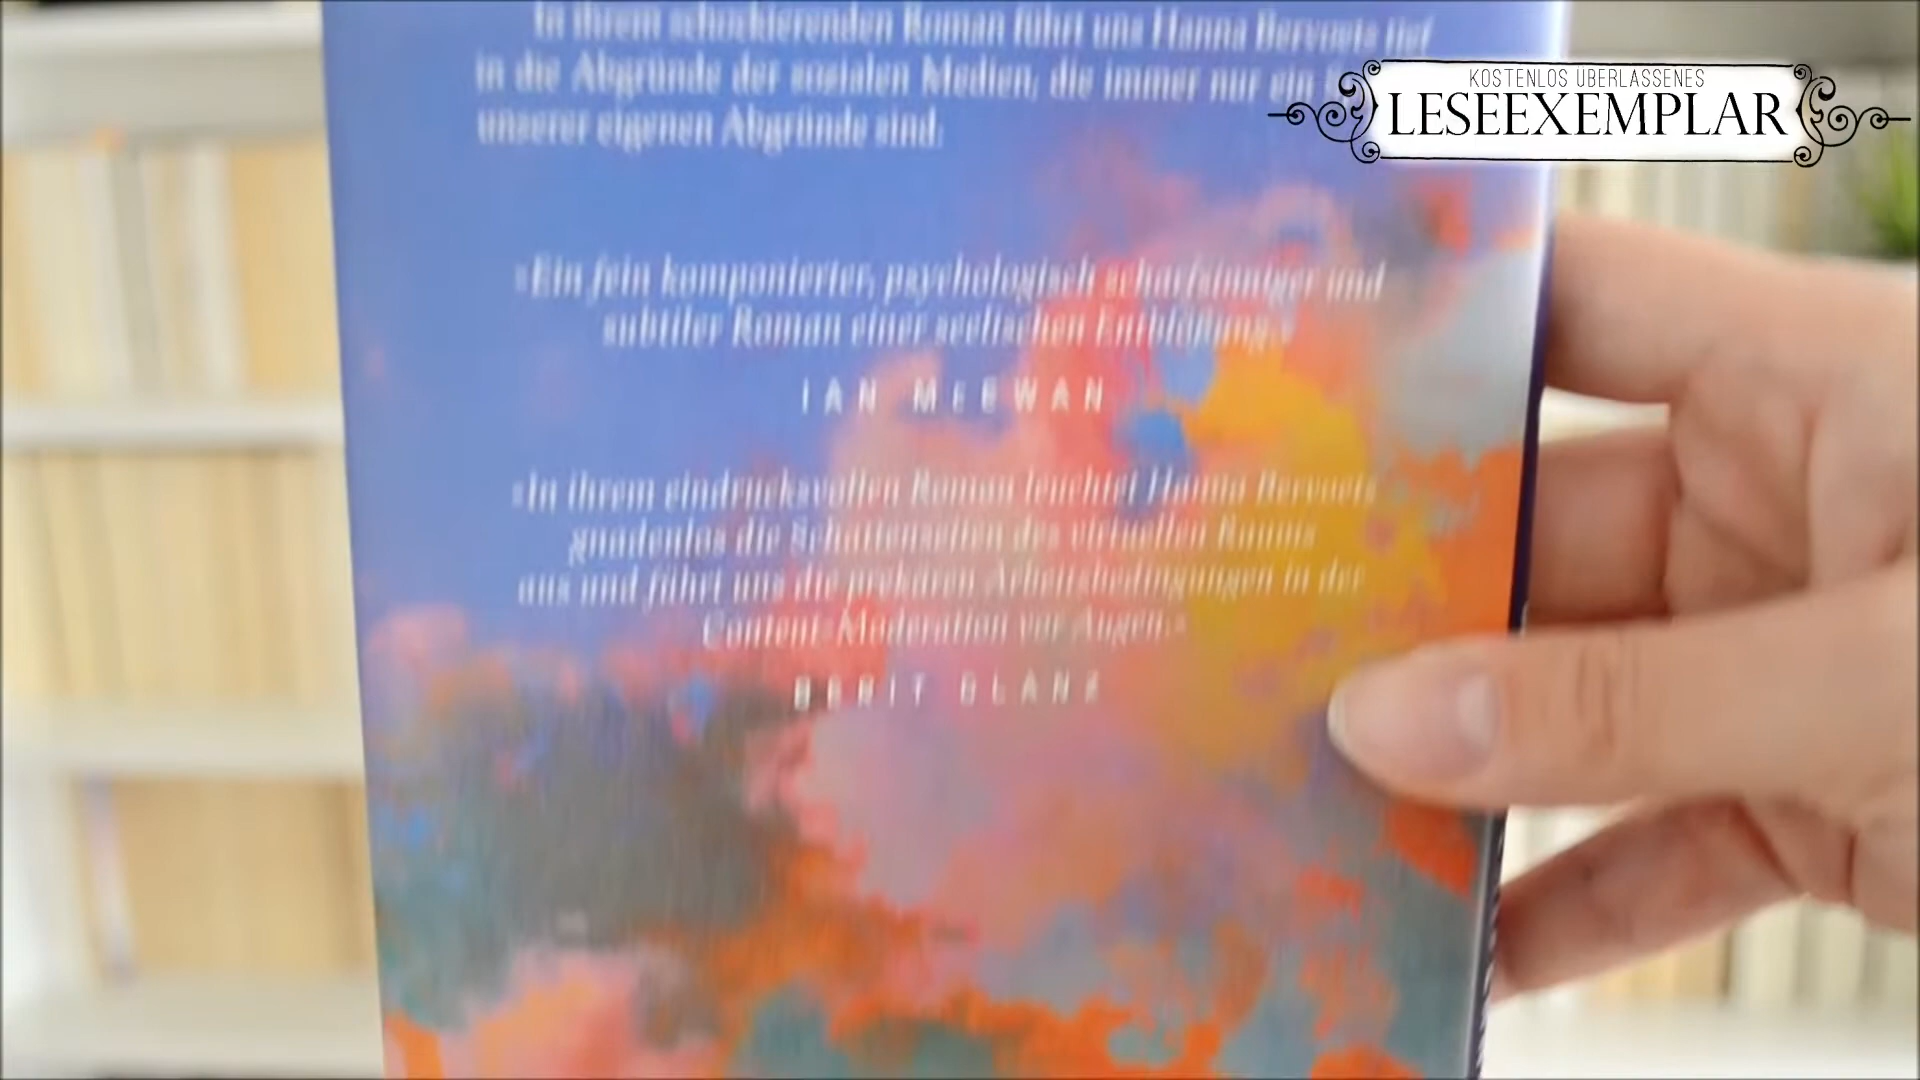 In ihrem schockierenden Roman führt uns Hanna Bervoets tief
in die Abgründe der sozialen Medien, die immer nur ein
unserer eigenen Abgründe sind.
KOSTENLOS ÜBERLASSENES
LESEEXEMPLAR
»Ein fein komponierter, psychologisch scharfsinniger und
subtiler Roman einer seelischen Entblößung.«
IAN McEWAN
»In ihrem eindrucksvollen Roman leuchtet Hanna Bervoets
gnadenlos die Schattenseiten des virtuellen Raums
aus und führt uns die prekären Arbeitsbedingungen in der
Content-Moderation vor Augen.«
BERIT GLANZ